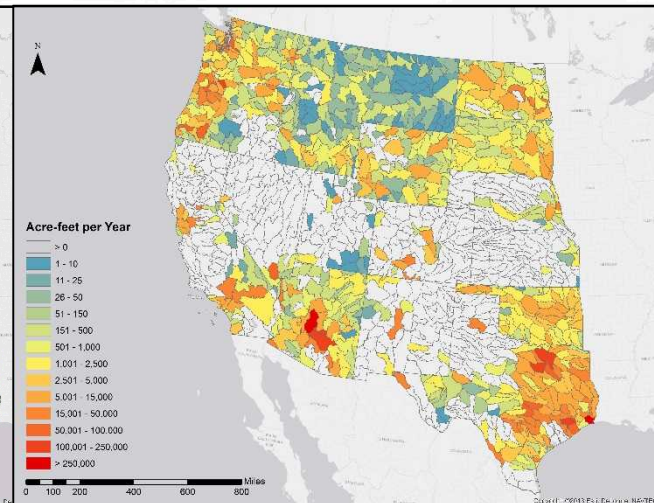 N
Acre-feet per Year
> 0
1 - 10
11 - 25
26 - 50
51 - 150
151 - 500
501 - 1,000
1.001 - 2,500
2.501 - 5,000
5.001 - 15,000
15,001 - 50.000
50,001 - 100,000
100,001 - 250,000
> 250,000
Miles
0 100 200 400 600 800